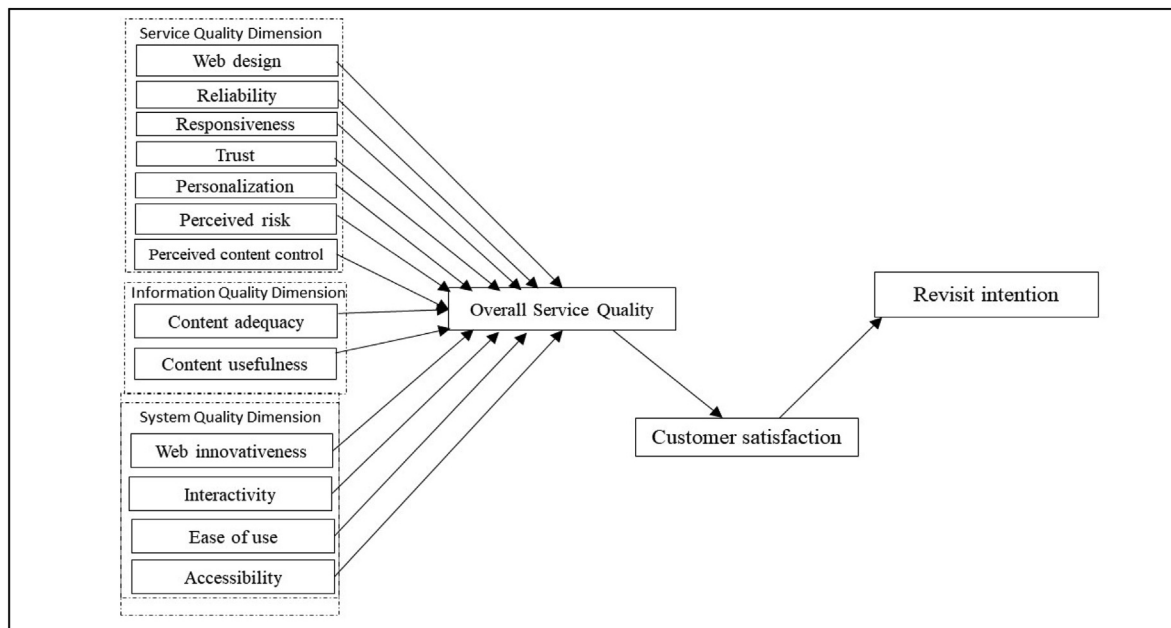 Service Quality Dimension
Web design
Reliability
Responsiveness
Trust
Personalization
Perceived risk
Perceived content control
Information Quality Dimension
Content adequacy
Content usefulness
System Quality Dimension
Web innovativeness
Interactivity
Ease of use
Accessibility
Overall Service Quality
Customer satisfaction
Revisit intention